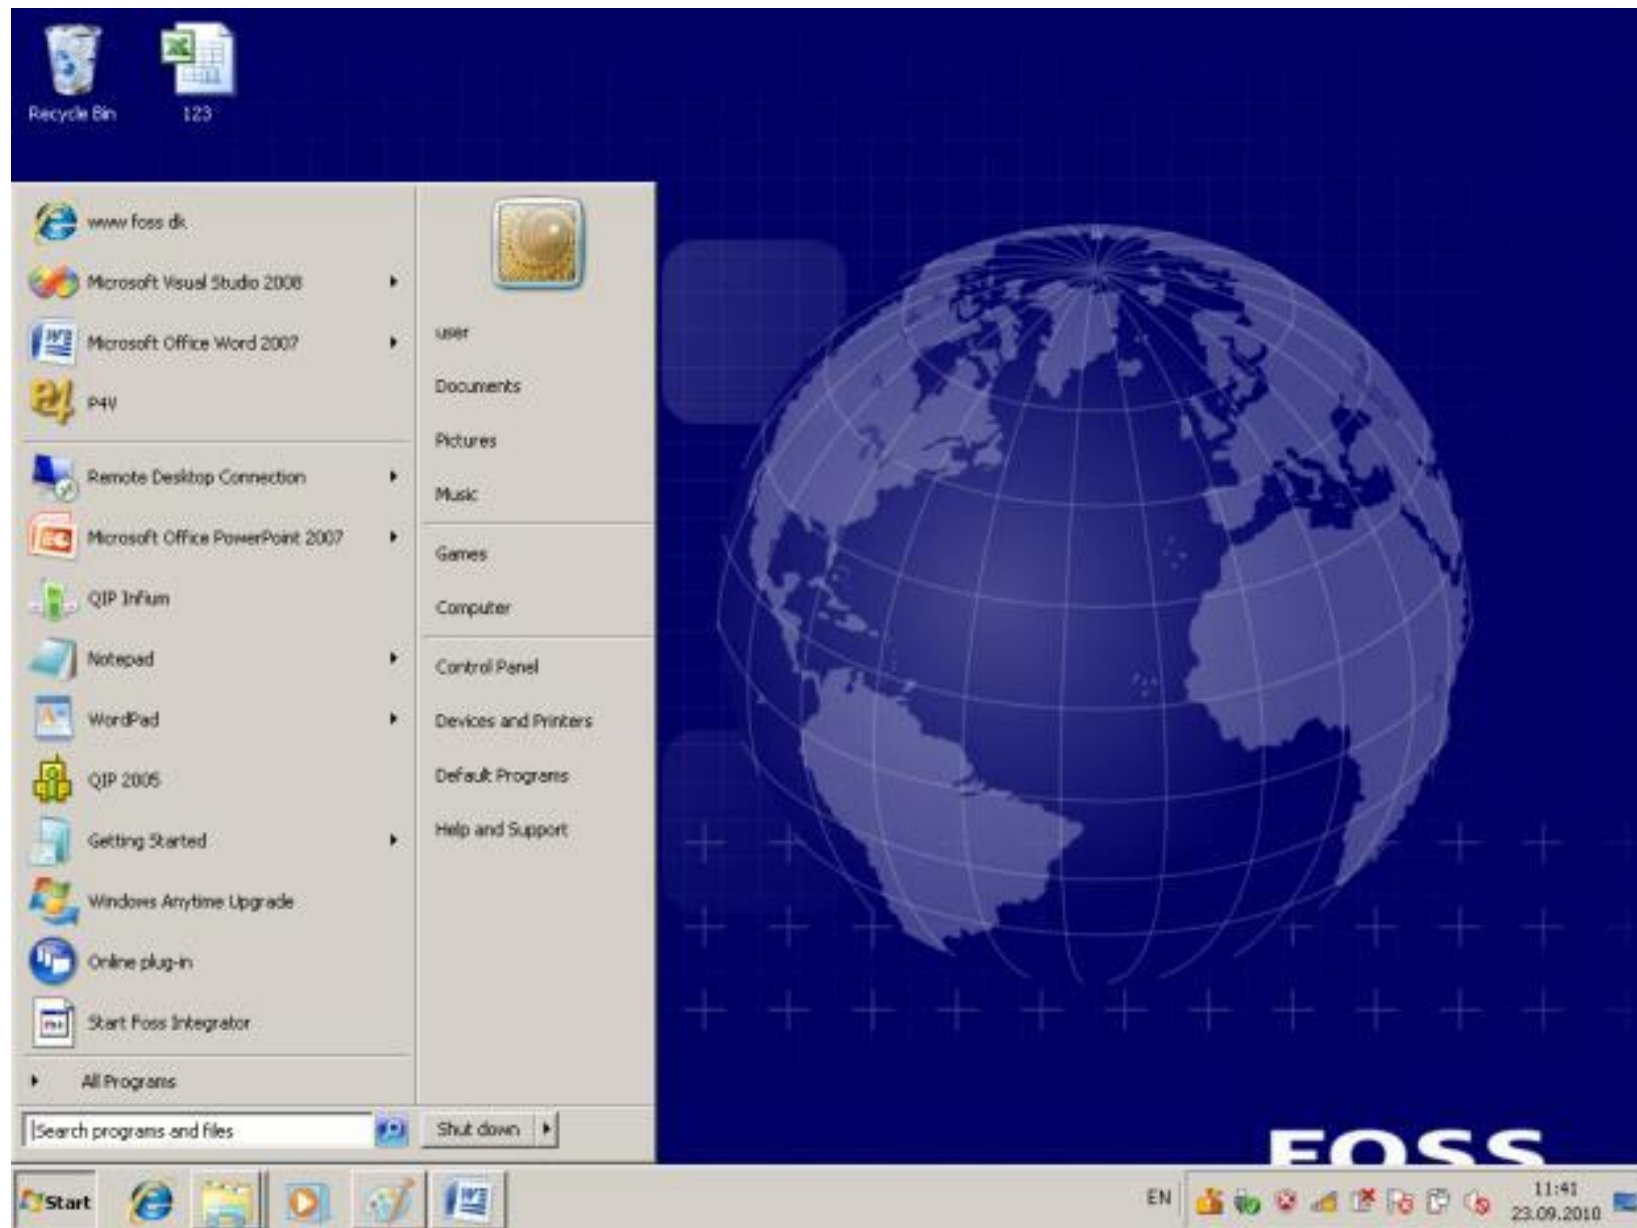 Recycle Bin
123
www foss dk
Microsoft Visual Studio 2008
Microsoft Office Word 2007
P4V
Remote Desktop Connection
Microsoft Office PowerPoint 2007
QIP Infium
Notepad
WordPad
QIP 2005
Getting Started
Windows Anytime Upgrade
Online plug-in
Start Foss Integrator
All Programs
Search programs and files
user
Documents
Pictures
Music
Games
Computer
Control Panel
Devices and Printers
Default Programs
Help and Support
Shut down
FOSS
Start
EN
11:41
23.09.2010